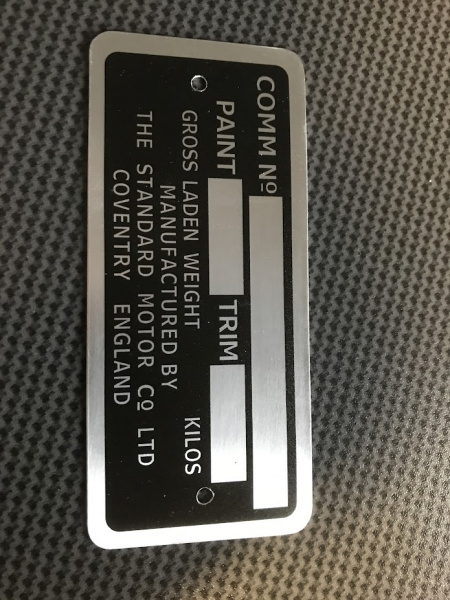 COMM Nº
PAINT TRIM
GROSS LADEN WEIGHT KILOS
MANUFACTURED BY
THE STANDARD MOTOR Cº LTD
COVENTRY ENGLAND